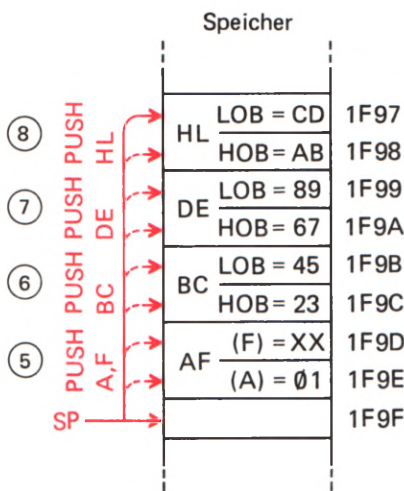 Speicher
8 PUSH HL HL LOB = CD 1F97
HOB = AB 1F98
7 PUSH DE DE LOB = 89 1F99
HOB = 67 1F9A
6 PUSH BC BC LOB = 45 1F9B
HOB = 23 1F9C
5 PUSH A,F AF (F) = XX 1F9D
(A) = Ø1 1F9E
SP 1F9F